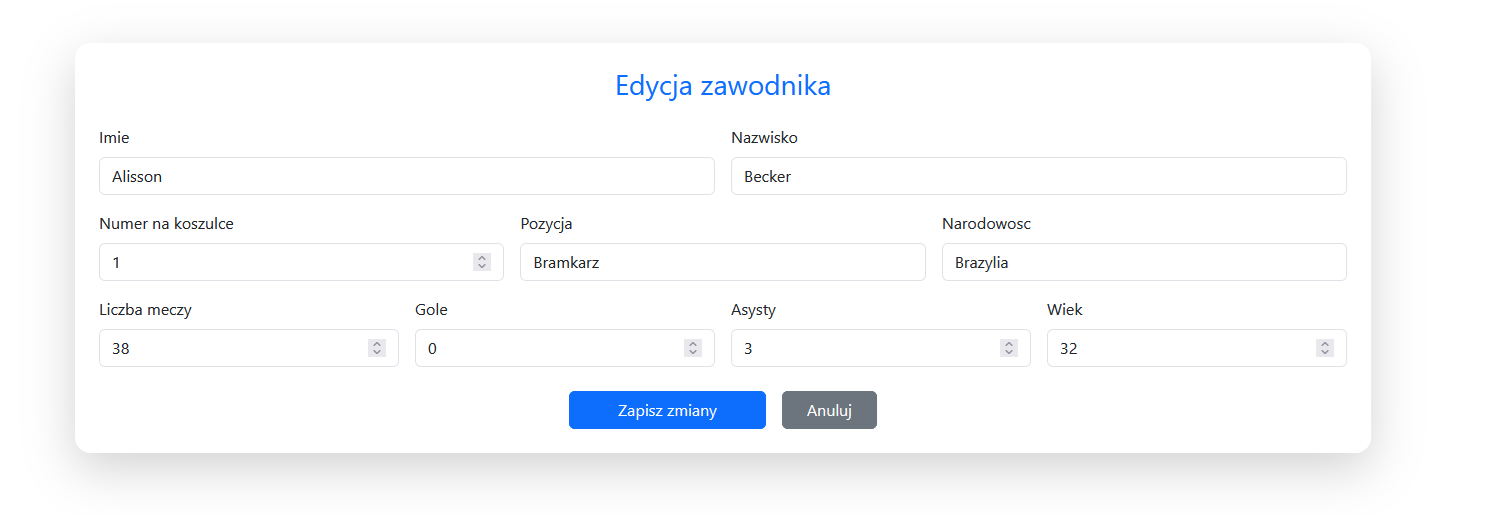 Edycja zawodnika
Imie Nazwisko
Alisson Becker
Numer na koszulce Pozycja Narodowosc
1 Bramkarz Brazylia
Liczba meczy Gole Asysty Wiek
38 0 3 32
Zapisz zmiany Anuluj